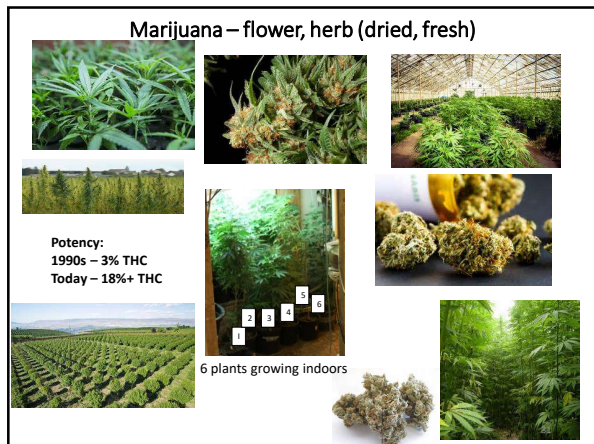 Marijuana – flower, herb (dried, fresh)
Potency:
1990s – 3% THC
Today – 18%+ THC
1
2
3
4
5
6
6 plants growing indoors